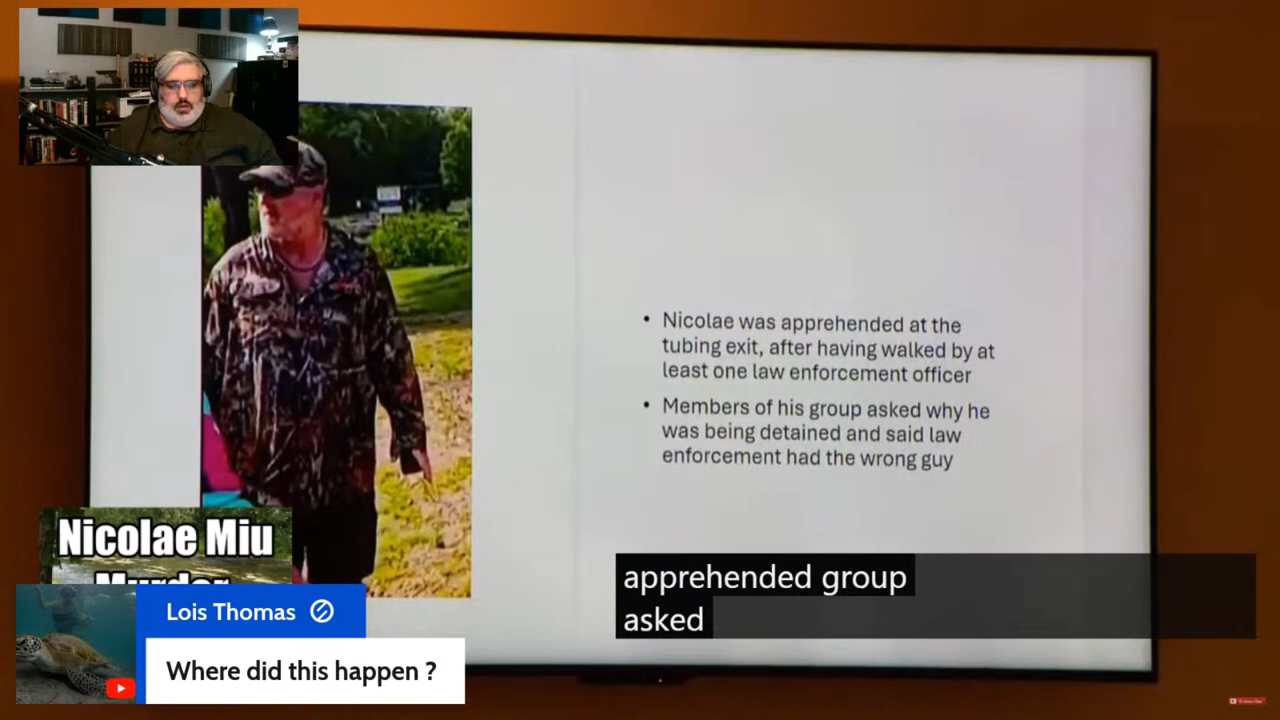 • Nicolae was apprehended at the
tubing exit, after having walked by at
least one law enforcement officer
• Members of his group asked why he
was being detained and said law
enforcement had the wrong guy
Nicolae Miu
Murder
apprehended group
asked
Lois Thomas
Where did this happen ?
Subscribe